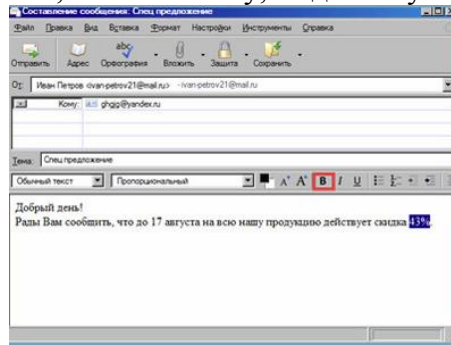 Составление сообщения: Спец предложение
Файл Правка Вид Вставка Формат Настройки Инструменты Справка
Отправить Адрес Орфография Вложить Защита Сохранить
От: Иван Петров <ivan-petrov21@mail.ru> - ivan-petrov21@mail.ru
Кому: ghgjg@yandex.ru
Тема: Спец предложение
Обычный текст Пропорциональный A A B I U
Добрый день!
Рады Вам сообщить, что до 17 августа на всю нашу продукцию действует скидка 43%